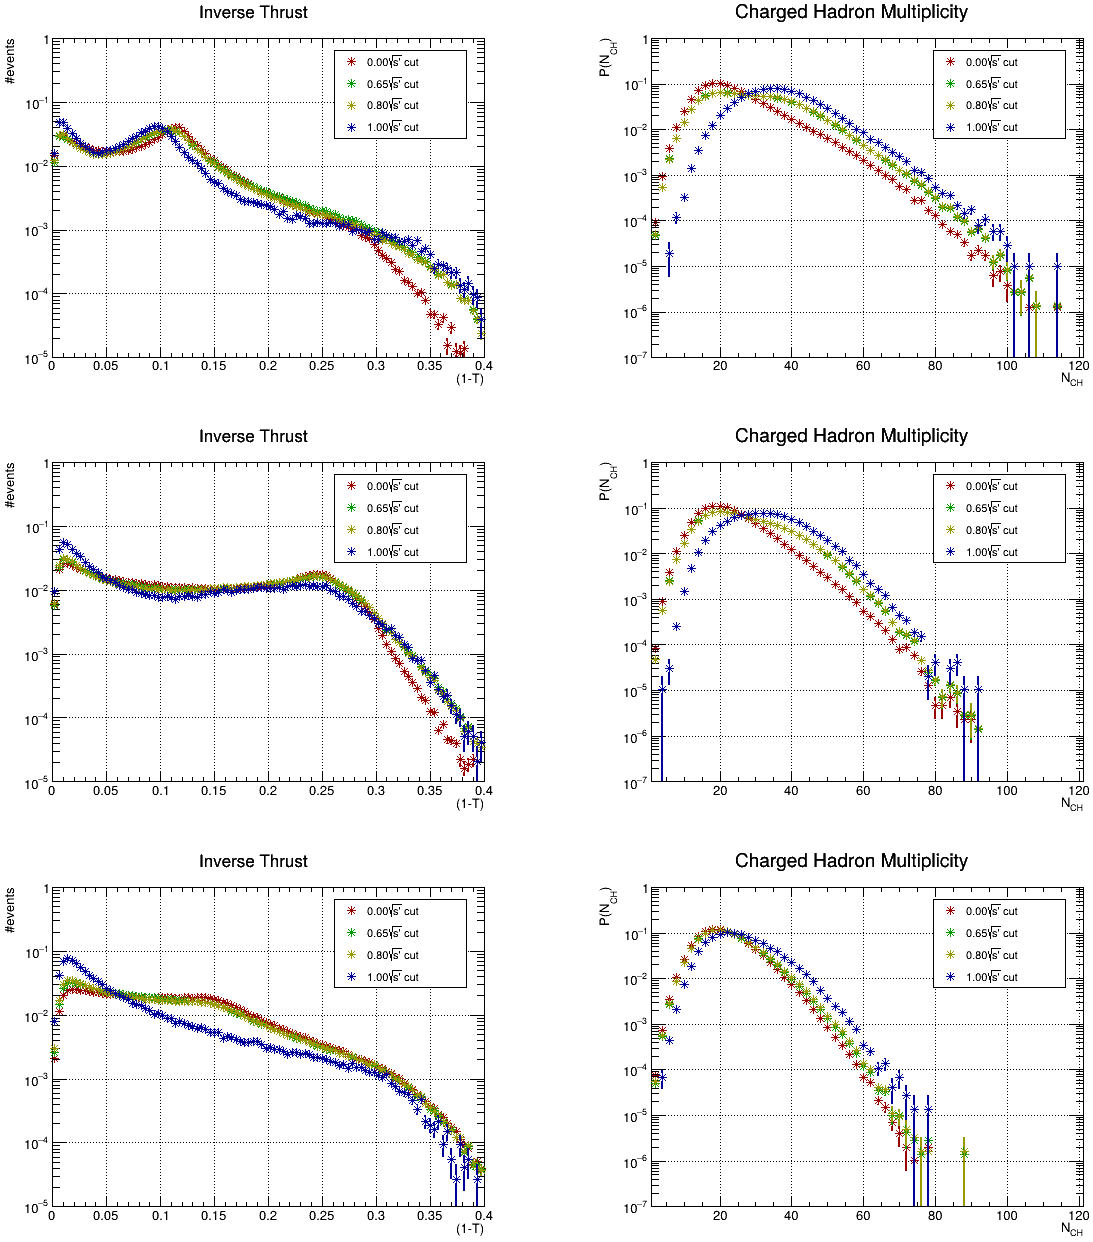 Inverse Thrust
#events
1
10⁻¹
10⁻²
10⁻³
10⁻⁴
10⁻⁵
0.00√s' cut
0.65√s' cut
0.80√s' cut
1.00√s' cut
0 0.05 0.1 0.15 0.2 0.25 0.3 0.35 0.4
(1-T)
Charged Hadron Multiplicity
P(N_CH)
1
10⁻¹
10⁻²
10⁻³
10⁻⁴
10⁻⁵
10⁻⁶
10⁻⁷
0.00√s' cut
0.65√s' cut
0.80√s' cut
1.00√s' cut
20 40 60 80 100 120
N_CH
Inverse Thrust
#events
1
10⁻¹
10⁻²
10⁻³
10⁻⁴
10⁻⁵
0.00√s' cut
0.65√s' cut
0.80√s' cut
1.00√s' cut
0 0.05 0.1 0.15 0.2 0.25 0.3 0.35 0.4
(1-T)
Charged Hadron Multiplicity
P(N_CH)
1
10⁻¹
10⁻²
10⁻³
10⁻⁴
10⁻⁵
10⁻⁶
10⁻⁷
0.00√s' cut
0.65√s' cut
0.80√s' cut
1.00√s' cut
20 40 60 80 100 120
N_CH
Inverse Thrust
#events
1
10⁻¹
10⁻²
10⁻³
10⁻⁴
10⁻⁵
0.00√s' cut
0.65√s' cut
0.80√s' cut
1.00√s' cut
0 0.05 0.1 0.15 0.2 0.25 0.3 0.35 0.4
(1-T)
Charged Hadron Multiplicity
P(N_CH)
1
10⁻¹
10⁻²
10⁻³
10⁻⁴
10⁻⁵
10⁻⁶
10⁻⁷
0.00√s' cut
0.65√s' cut
0.80√s' cut
1.00√s' cut
20 40 60 80 100 120
N_CH